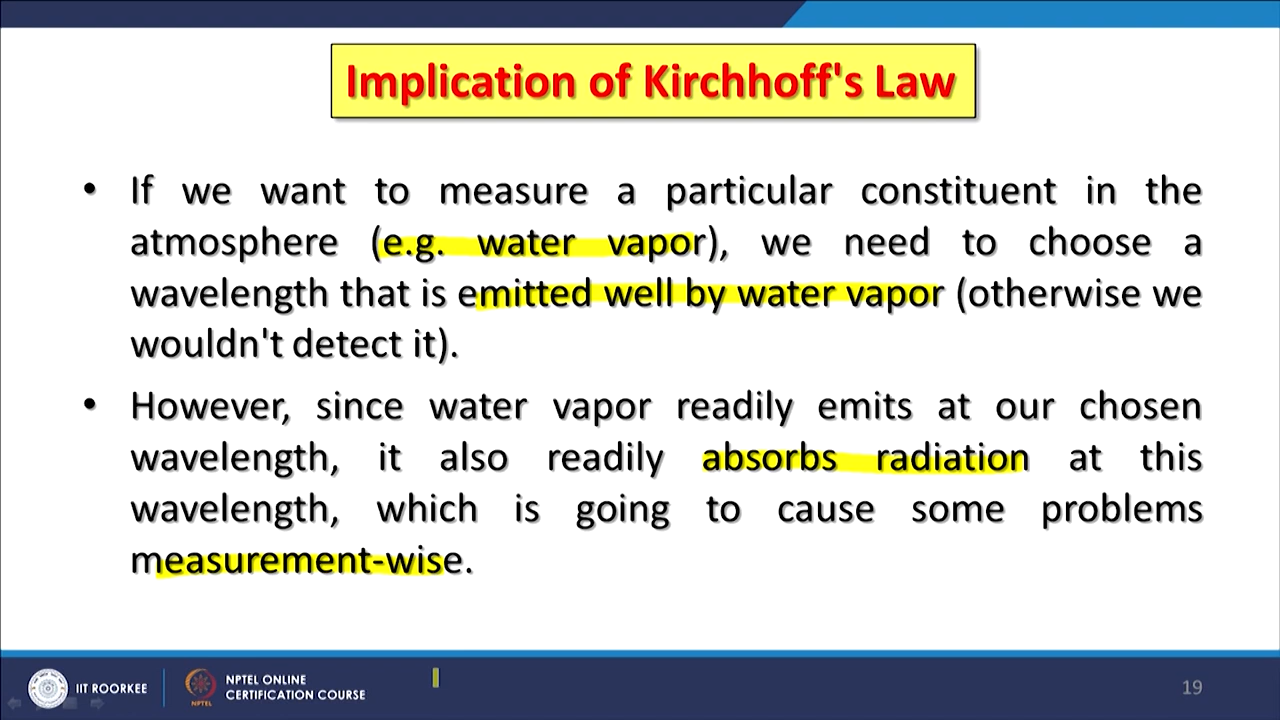 Implication of Kirchhoff's Law
• If we want to measure a particular constituent in the
atmosphere (e.g. water vapor), we need to choose a
wavelength that is emitted well by water vapor (otherwise we
wouldn't detect it).
• However, since water vapor readily emits at our chosen
wavelength, it also readily absorbs radiation at this
wavelength, which is going to cause some problems
measurement-wise.
IIT ROORKEE
NPTEL
NPTEL ONLINE
CERTIFICATION COURSE
19